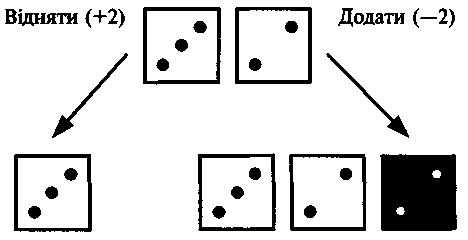 Відняти (+2)
Додати (—2)